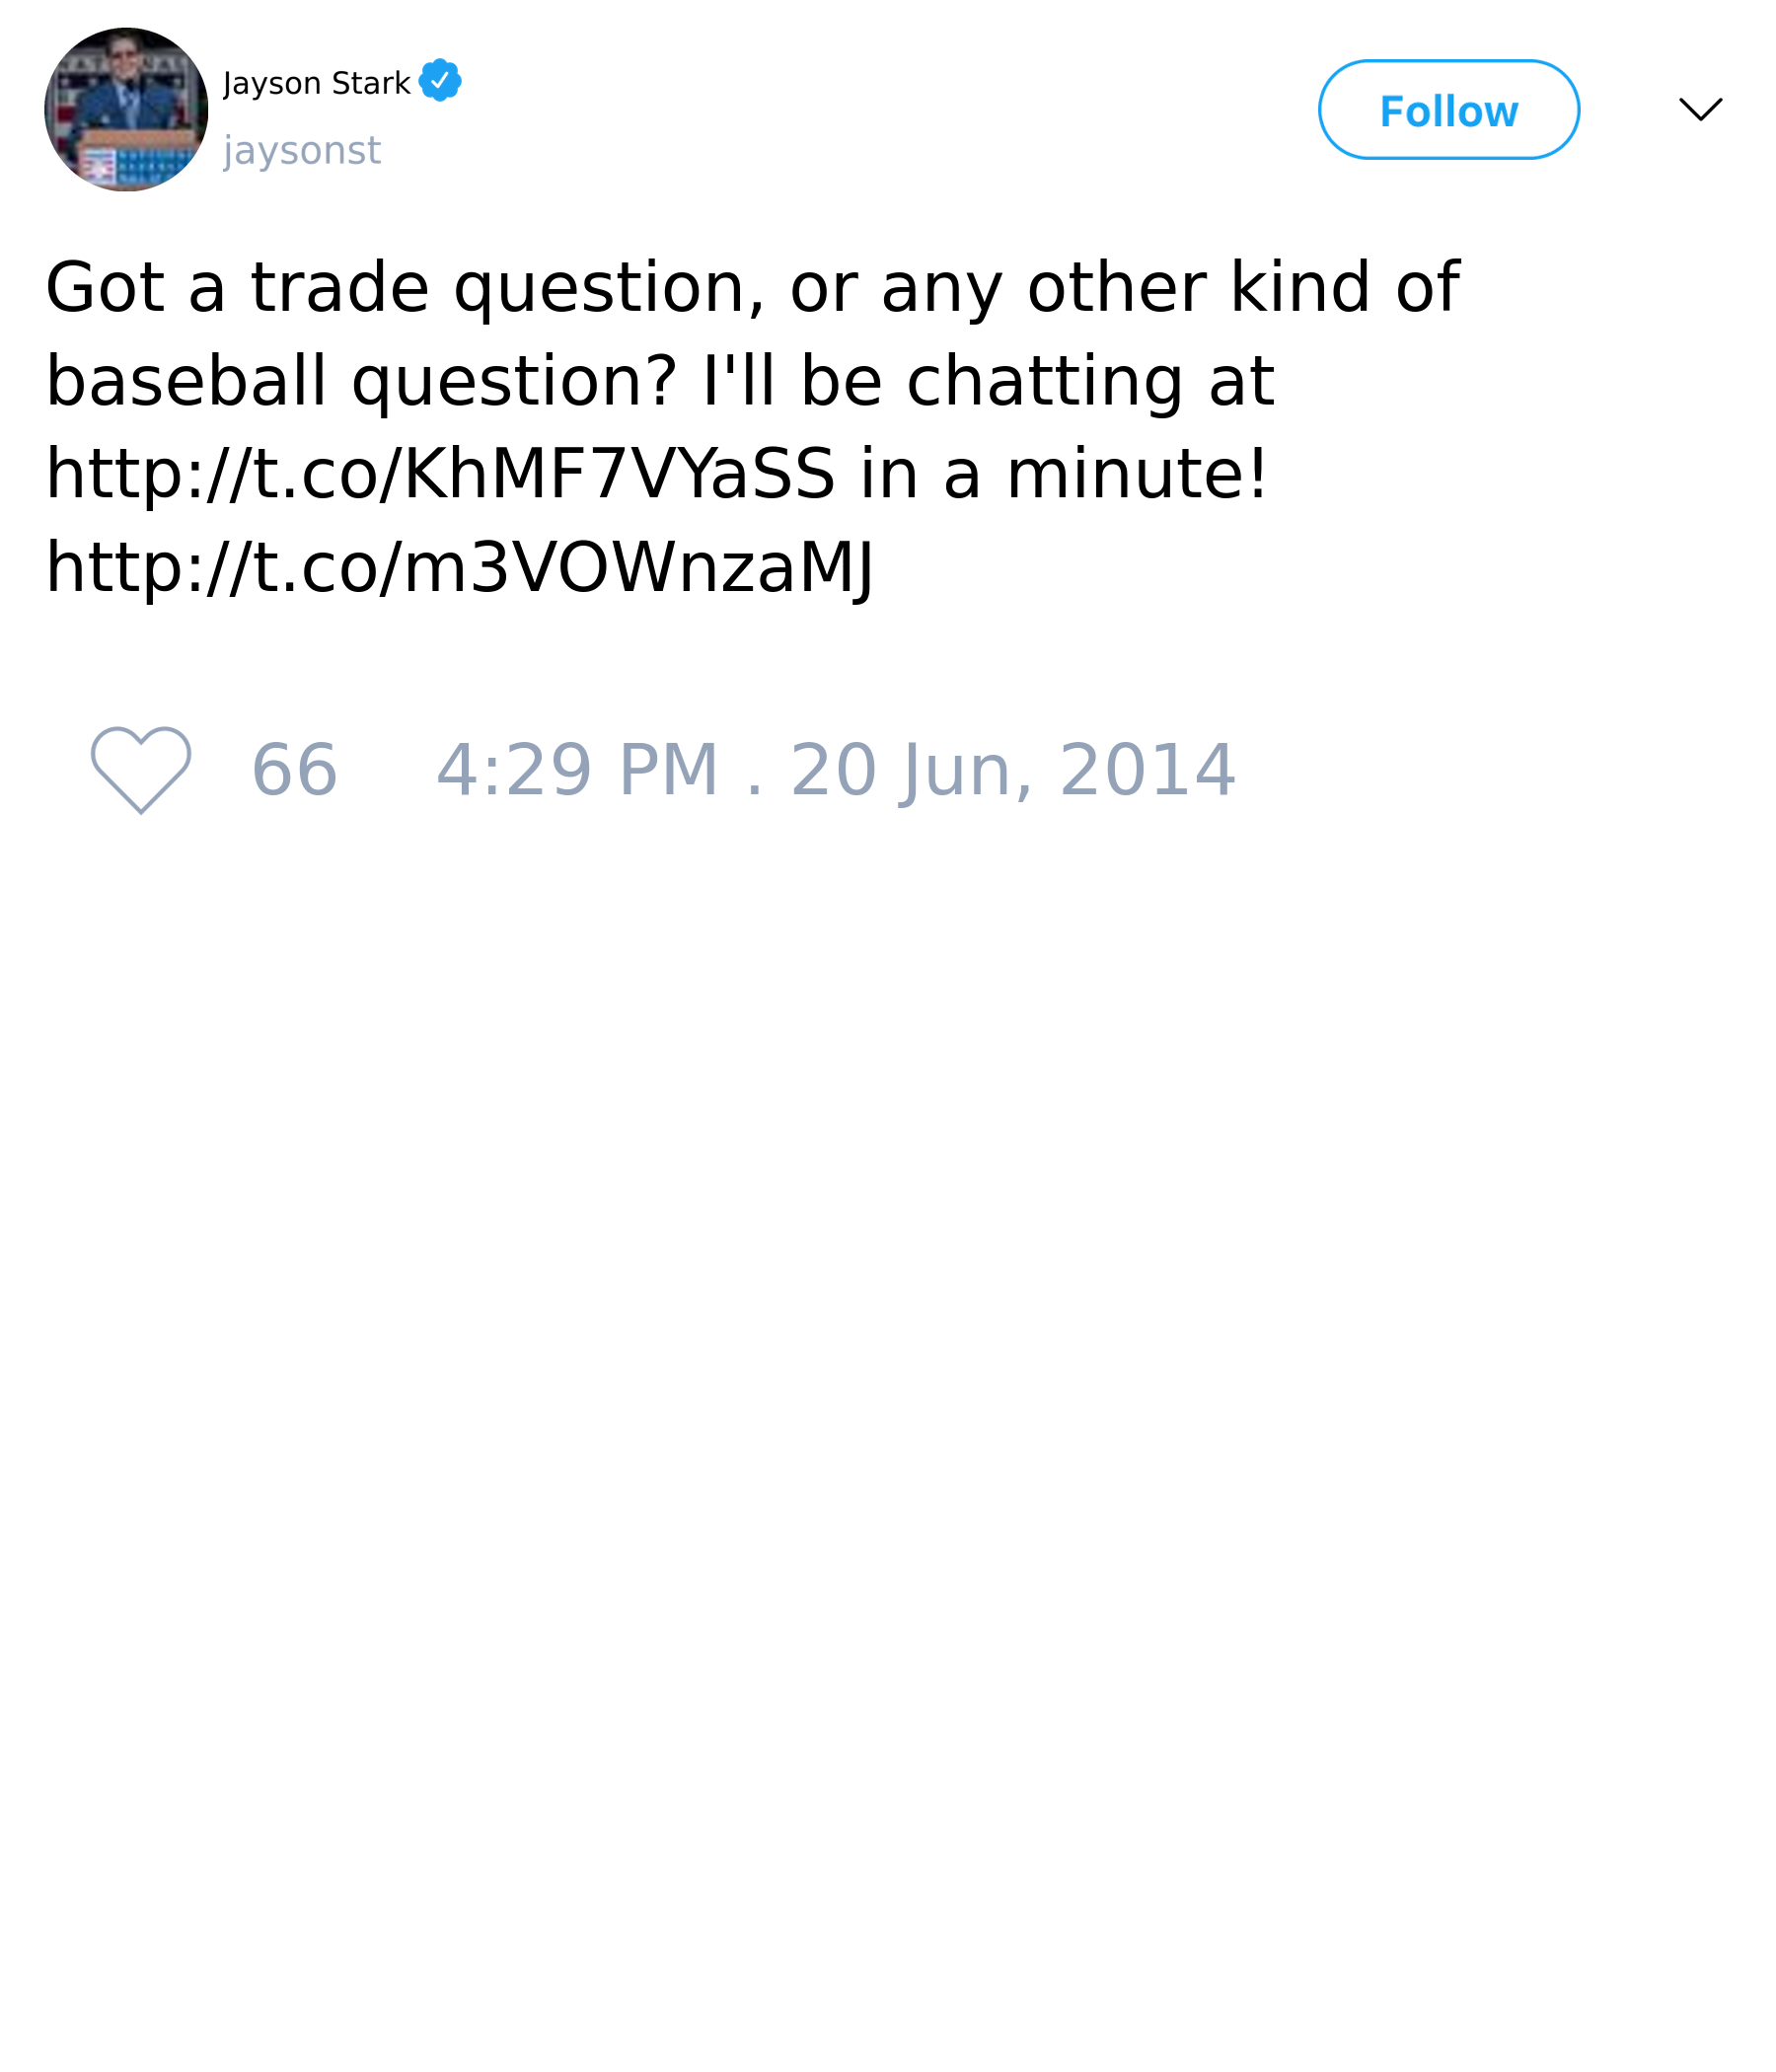 Jayson Stark
jaysonst
Follow
Got a trade question, or any other kind of
baseball question? I'll be chatting at
http://t.co/KhMF7VYaSS in a minute!
http://t.co/m3VOWnzaMJ
66 4:29 PM . 20 Jun, 2014